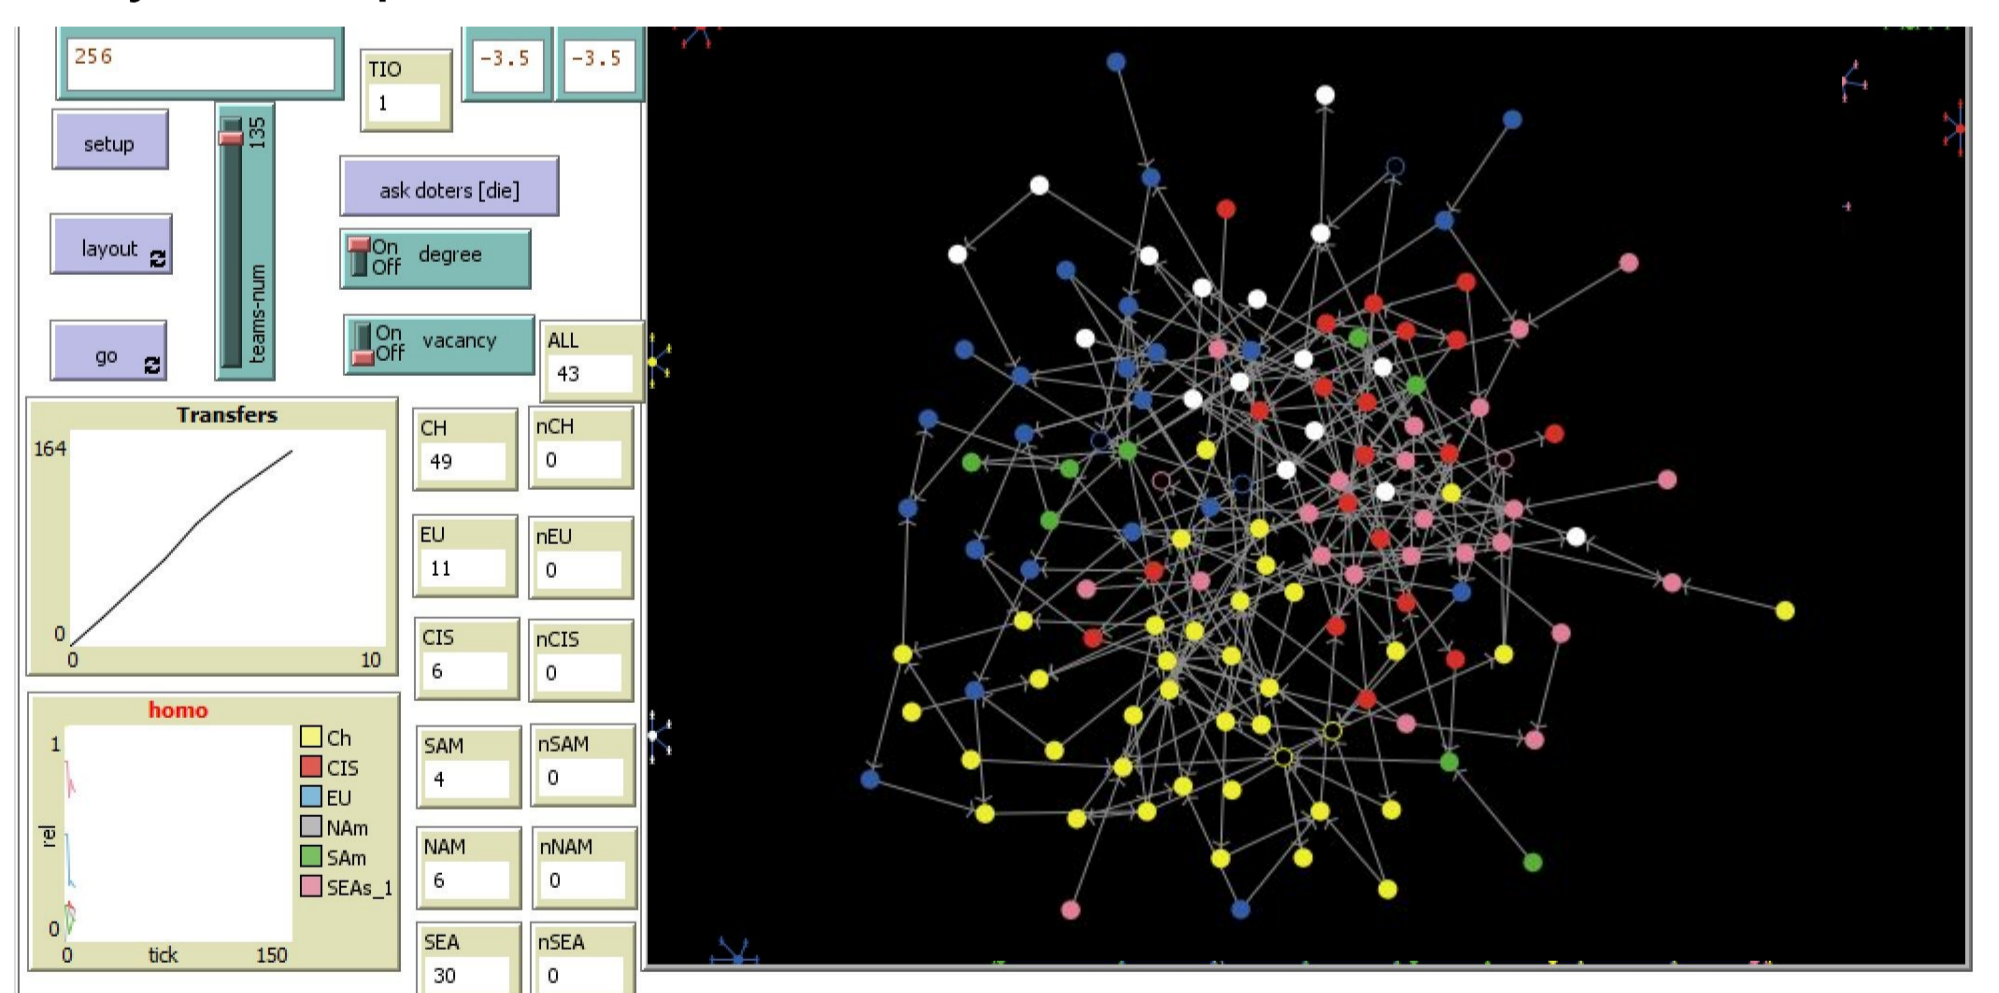 256
TIO
1
-3.5
-3.5
setup
135
teams-num
ask doters [die]
layout
On
Off
degree
go
On
Off
vacancy
ALL
43
Transfers
164
0
0
10
CH
49
nCH
0
EU
11
nEU
0
CIS
6
nCIS
0
homo
1
rel
0
0
tick
150
Ch
CIS
EU
NAm
SAm
SEAs_1
SAM
4
nSAM
0
NAM
6
nNAM
0
SEA
30
nSEA
0